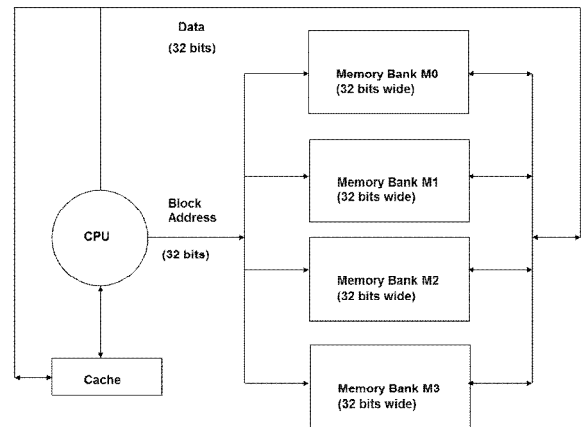 Data
(32 bits)
Memory Bank M0
(32 bits wide)
Memory Bank M1
(32 bits wide)
Block
Address
(32 bits)
CPU
Memory Bank M2
(32 bits wide)
Cache
Memory Bank M3
(32 bits wide)